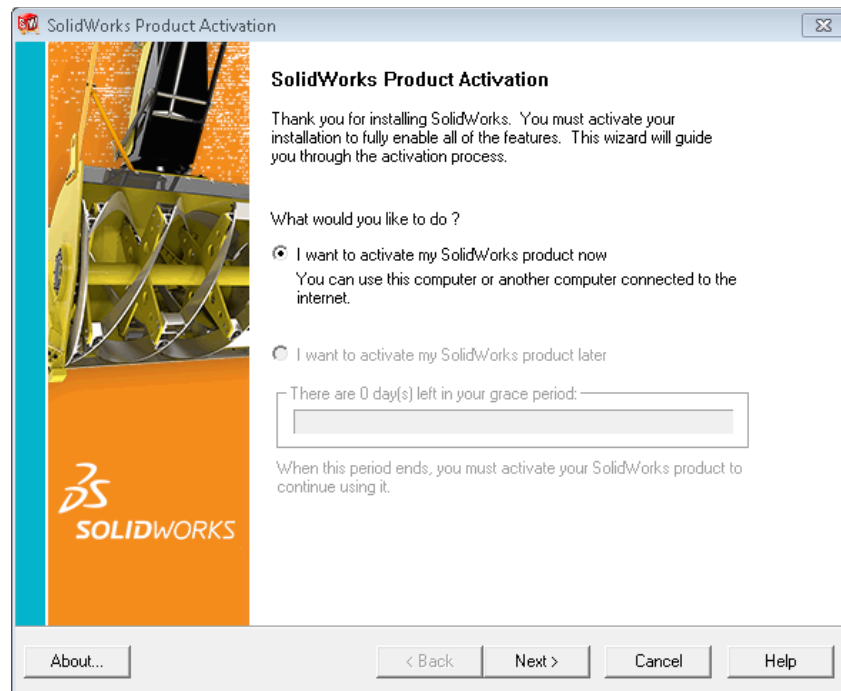 SolidWorks Product Activation
SolidWorks Product Activation
Thank you for installing SolidWorks. You must activate your
installation to fully enable all of the features. This wizard will guide
you through the activation process.
What would you like to do ?
I want to activate my SolidWorks product now
You can use this computer or another computer connected to the
internet.
I want to activate my SolidWorks product later
There are 0 day(s) left in your grace period:
When this period ends, you must activate your SolidWorks product to
continue using it.
SOLIDWORKS
About...
< Back
Next >
Cancel
Help